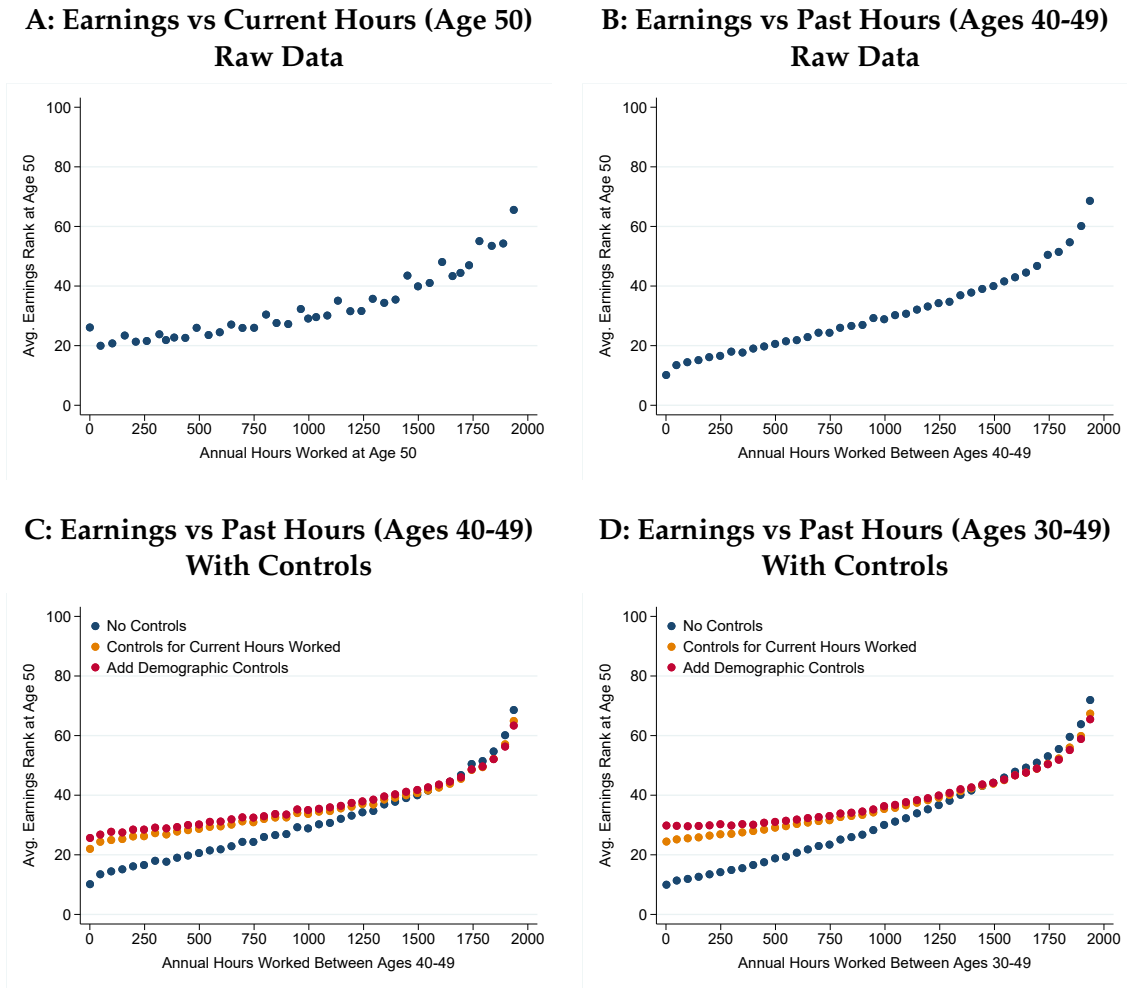 A: Earnings vs Current Hours (Age 50)
Raw Data
100
80
60
40
20
0
Avg. Earnings Rank at Age 50
0 250 500 750 1000 1250 1500 1750 2000
Annual Hours Worked at Age 50
B: Earnings vs Past Hours (Ages 40-49)
Raw Data
100
80
60
40
20
0
Avg. Earnings Rank at Age 50
0 250 500 750 1000 1250 1500 1750 2000
Annual Hours Worked Between Ages 40-49
C: Earnings vs Past Hours (Ages 40-49)
With Controls
100
80
60
40
20
0
Avg. Earnings Rank at Age 50
No Controls
Controls for Current Hours Worked
Add Demographic Controls
0 250 500 750 1000 1250 1500 1750 2000
Annual Hours Worked Between Ages 40-49
D: Earnings vs Past Hours (Ages 30-49)
With Controls
100
80
60
40
20
0
Avg. Earnings Rank at Age 50
No Controls
Controls for Current Hours Worked
Add Demographic Controls
0 250 500 750 1000 1250 1500 1750 2000
Annual Hours Worked Between Ages 30-49